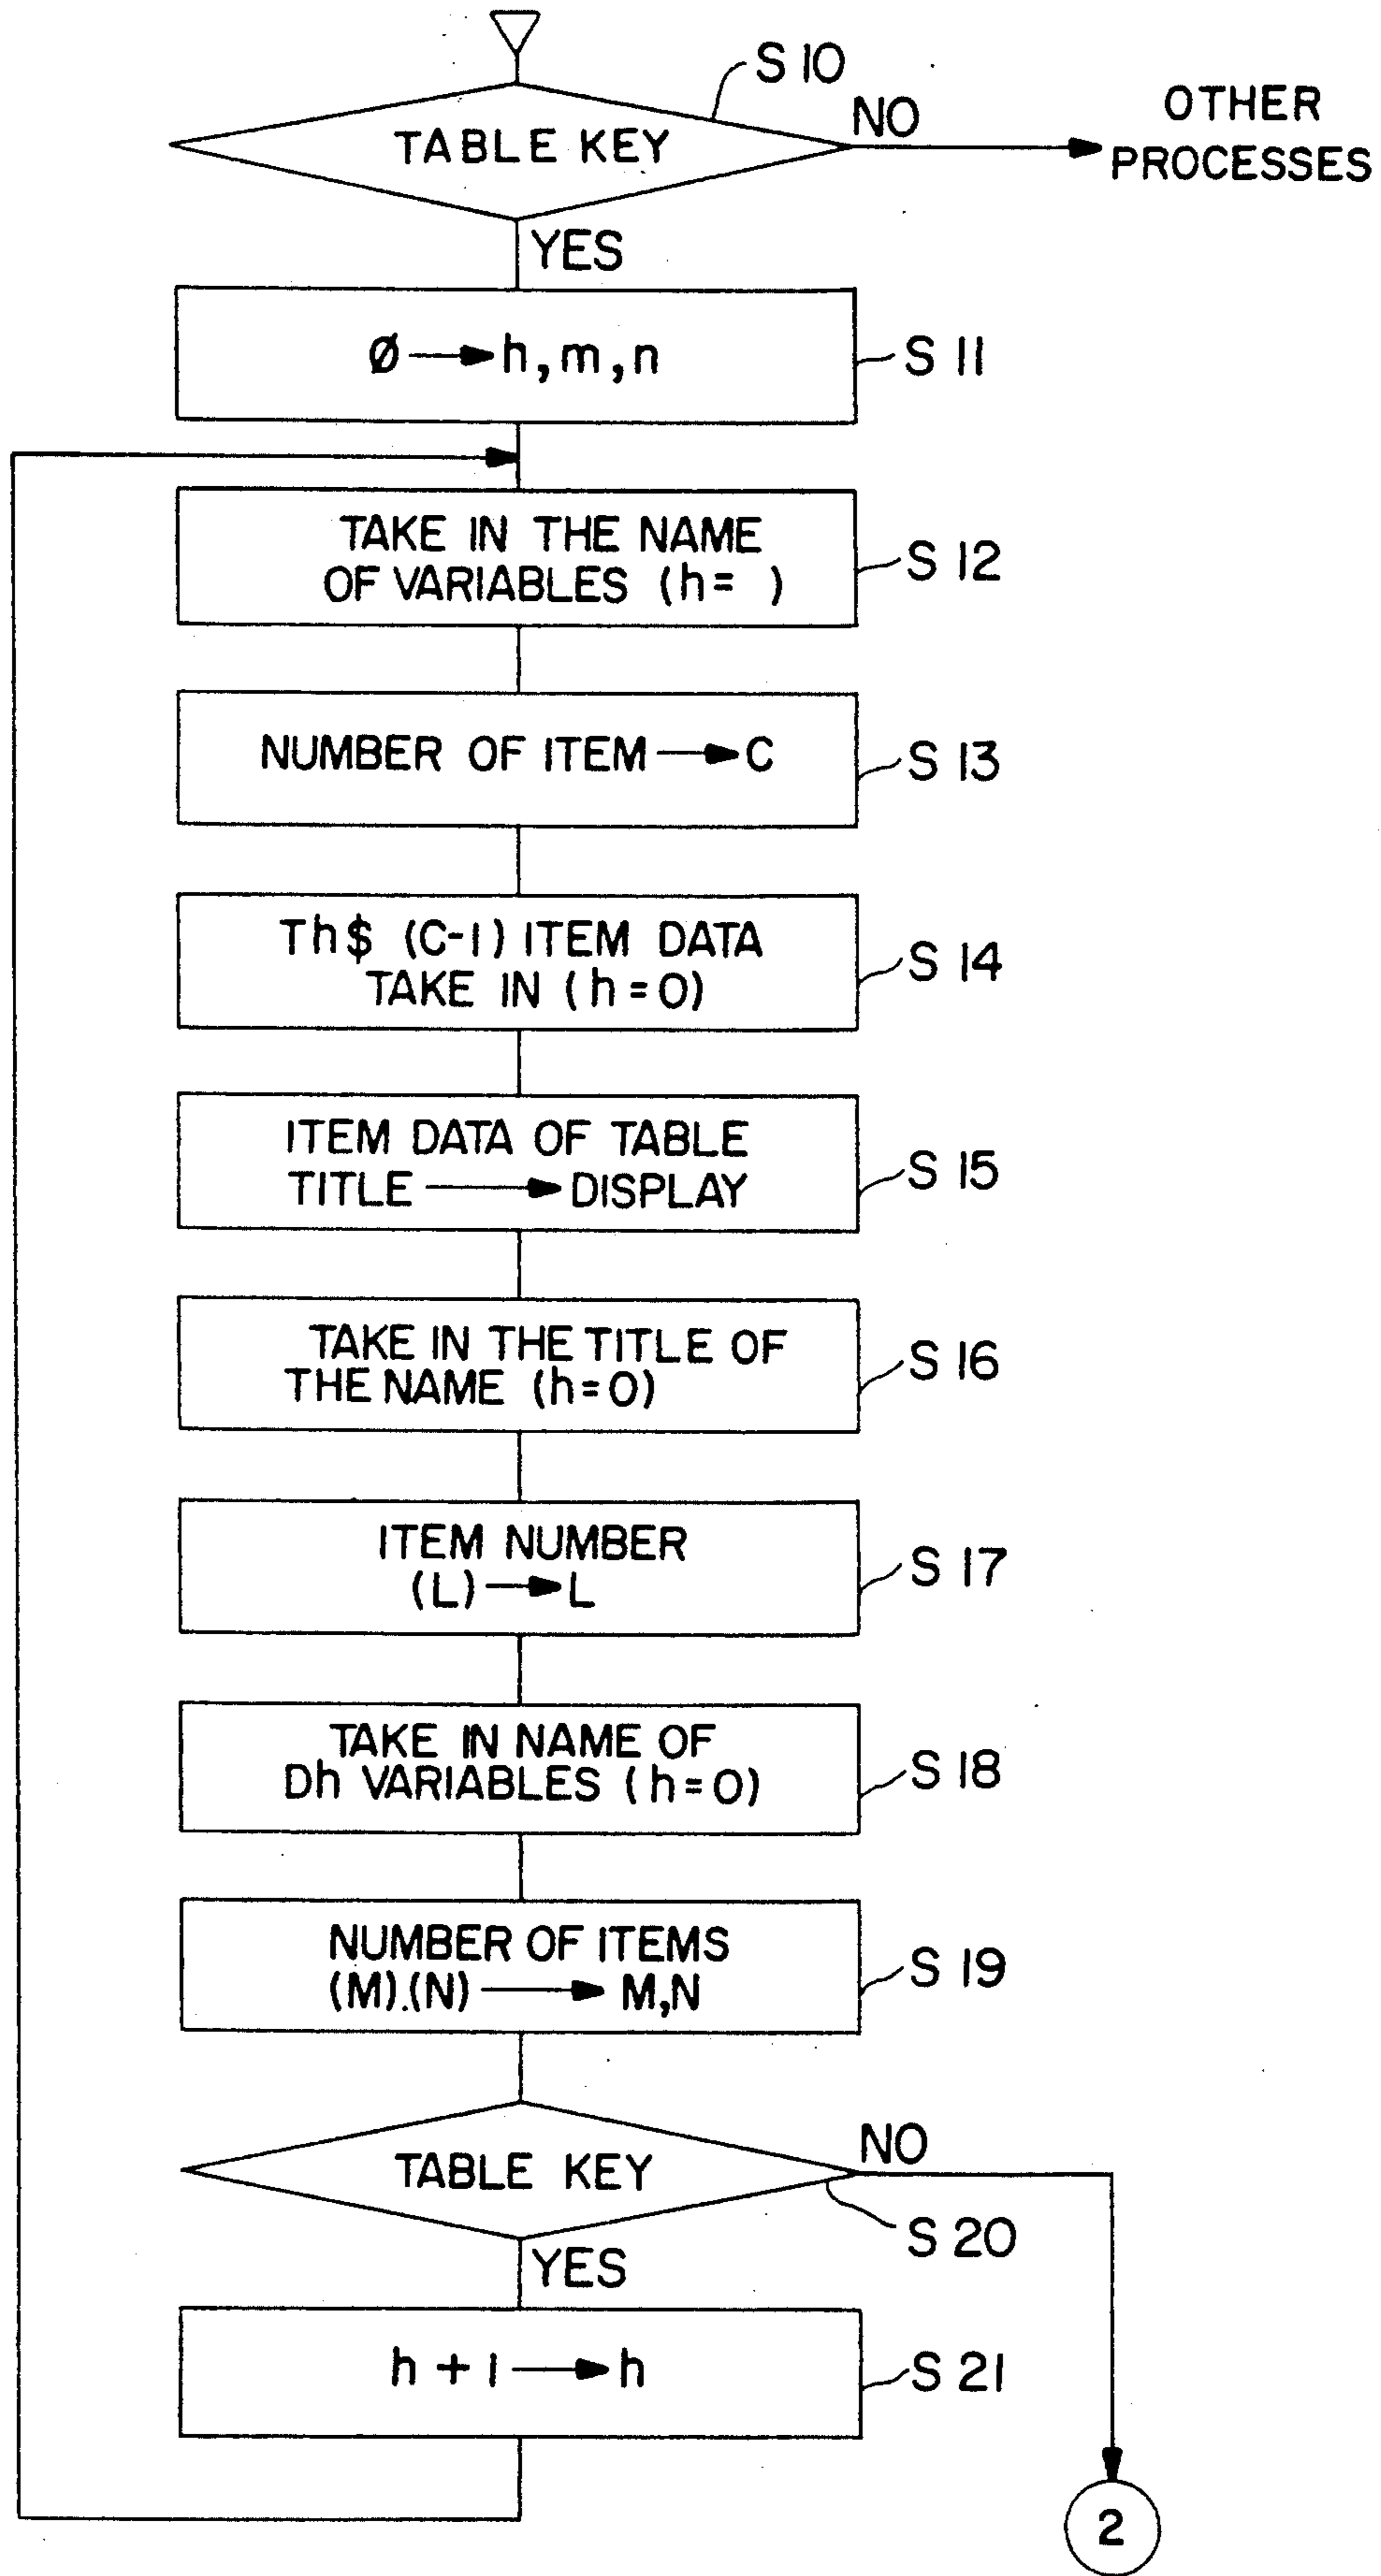 S 10
TABLE KEY
NO
OTHER
PROCESSES
YES
Ø → h, m, n
S 11
TAKE IN THE NAME
OF VARIABLES (h= )
S 12
NUMBER OF ITEM → C
S 13
Th$ (C-1) ITEM DATA
TAKE IN (h=0)
S 14
ITEM DATA OF TABLE
TITLE → DISPLAY
S 15
TAKE IN THE TITLE OF
THE NAME (h=0)
S 16
ITEM NUMBER
(L) → L
S 17
TAKE IN NAME OF
Dh VARIABLES (h=0)
S 18
NUMBER OF ITEMS
(M).(N) → M,N
S 19
TABLE KEY
NO
S 20
YES
h + 1 → h
S 21
2